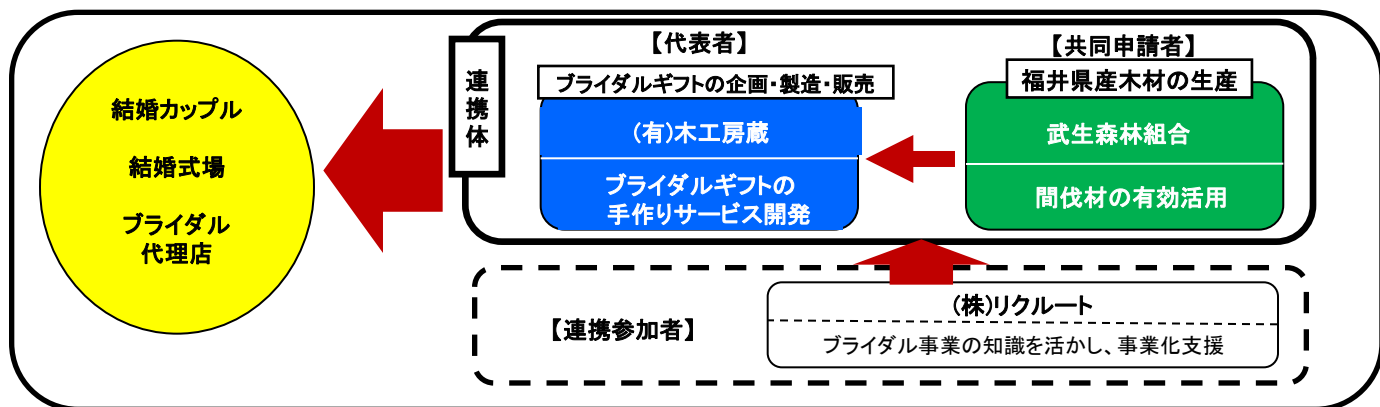 結婚カップル
結婚式場
ブライダル
代理店
連
携
体
【代表者】
ブライダルギフトの企画・製造・販売
(有)木工房蔵
ブライダルギフトの
手作りサービス開発
【共同申請者】
福井県産木材の生産
武生森林組合
間伐材の有効活用
【連携参加者】
(株)リクルート
ブライダル事業の知識を活かし、事業化支援